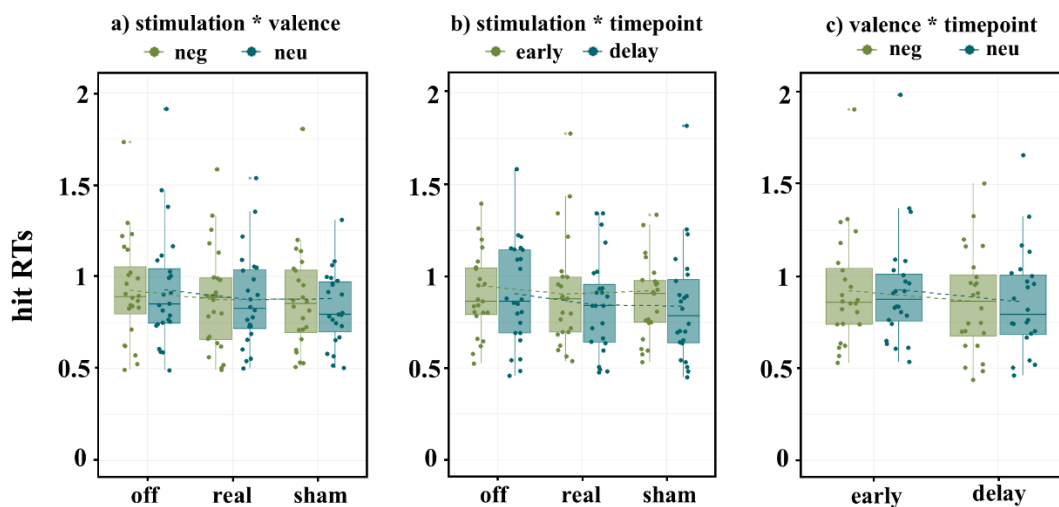 a) stimulation * valence
neg neu
b) stimulation * timepoint
early delay
c) valence * timepoint
neg neu
hit RTs
2
1.5
1
0.5
0
off real sham
2
1.5
1
0.5
0
off real sham
2
1.5
1
0.5
0
early delay